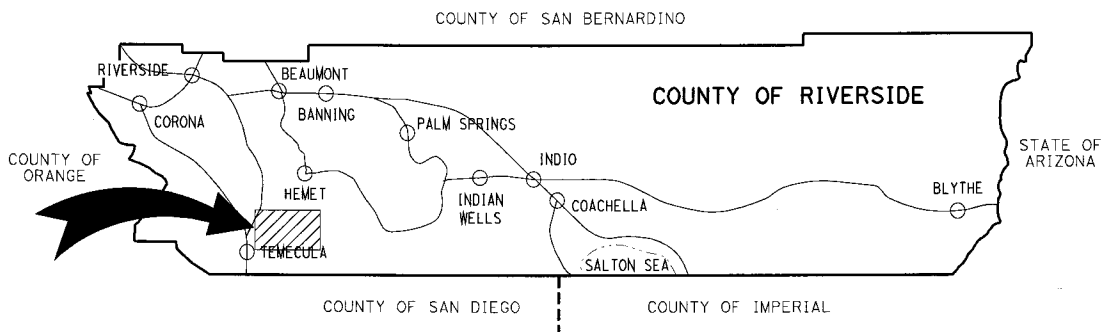 COUNTY OF SAN BERNARDINO
RIVERSIDE
BEAUMONT
COUNTY OF RIVERSIDE
CORONA
BANNING
PALM SPRINGS
STATE OF
ARIZONA
COUNTY OF
ORANGE
INDIO
HEMET
BLYTHE
INDIAN
WELLS
COACHELLA
TEMECULA
SALTON SEA
COUNTY OF SAN DIEGO
COUNTY OF IMPERIAL